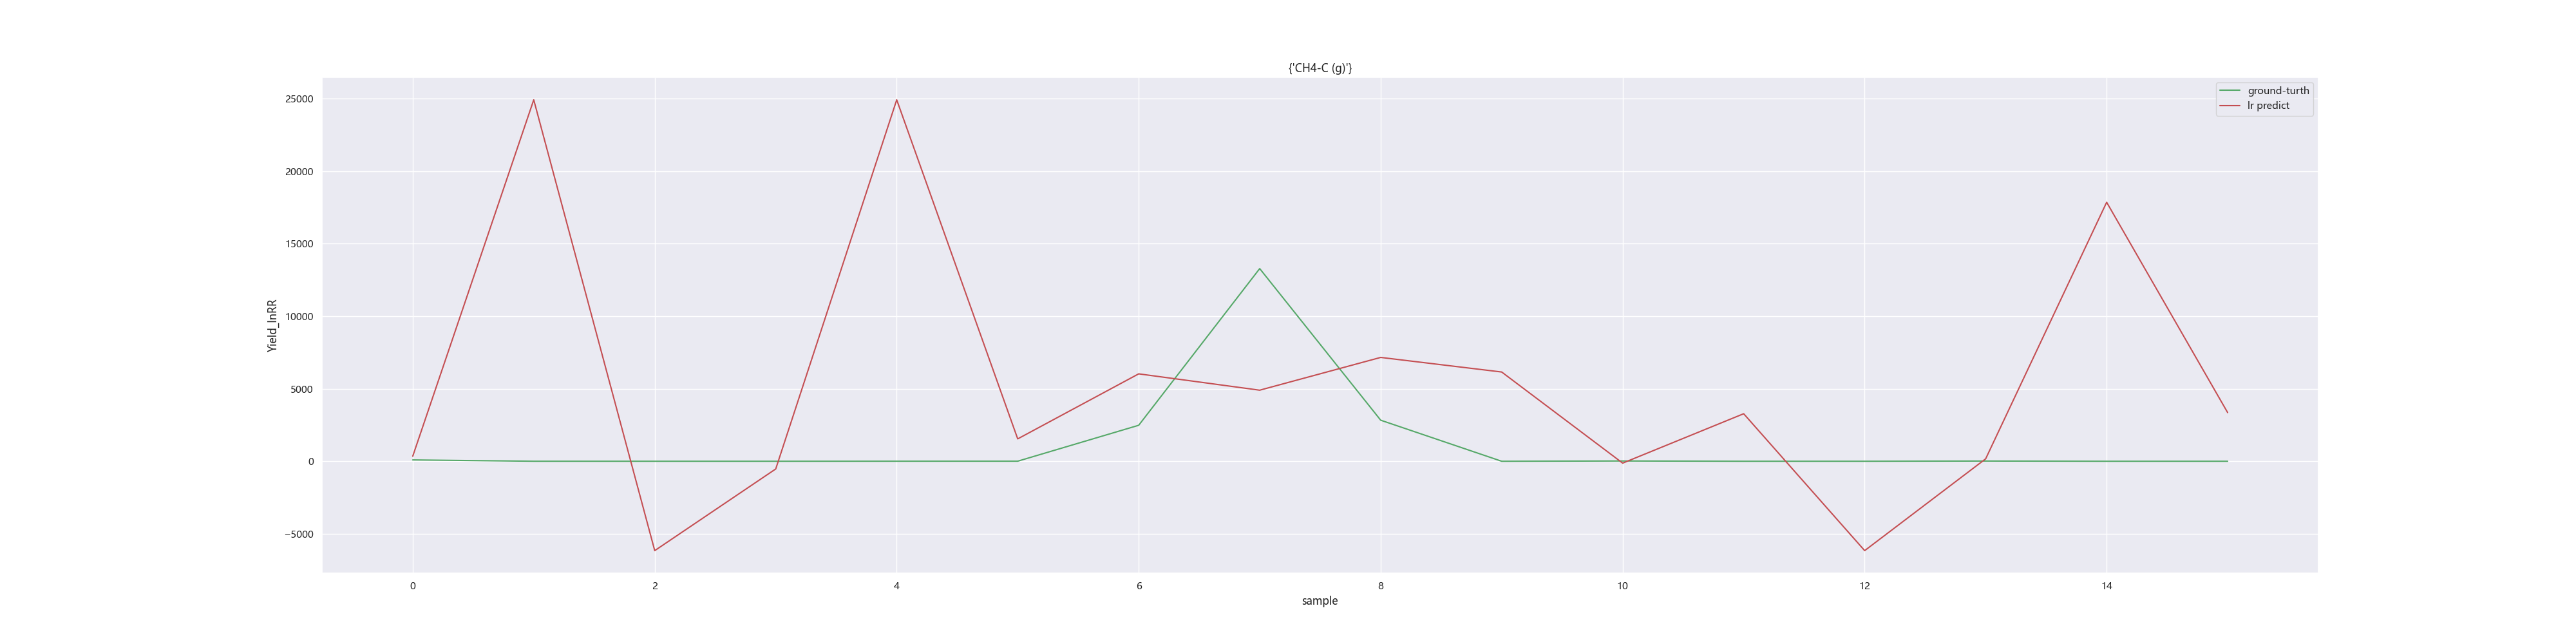 {'CH4-C (g)'}
ground-turth
lr predict
25000
20000
15000
10000
5000
0
−5000
Yield_lnRR
0 2 4 6 8 10 12 14
sample